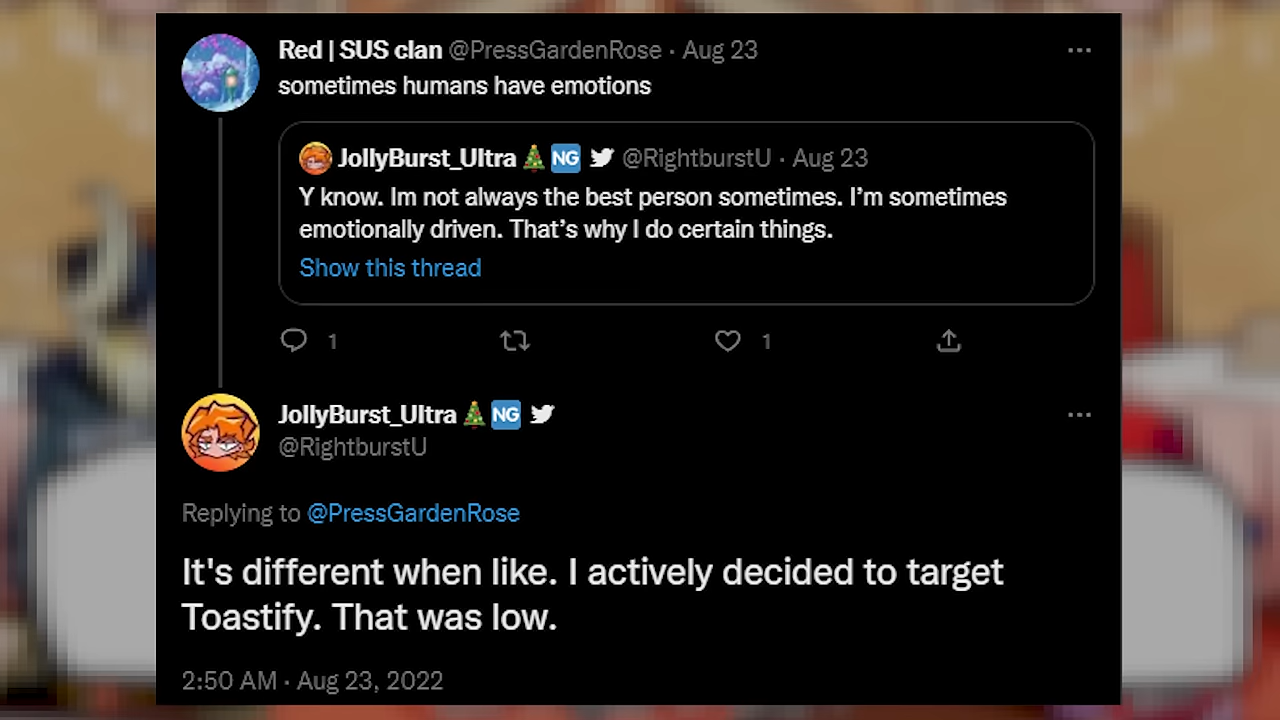 Red | SUS clan @PressGardenRose · Aug 23
sometimes humans have emotions
JollyBurst_Ultra🎄🆖 @RightburstU · Aug 23
Y know. Im not always the best person sometimes. I’m sometimes
emotionally driven. That’s why I do certain things.
Show this thread
1 1
JollyBurst_Ultra🎄🆖
@RightburstU
Replying to @PressGardenRose
It's different when like. I actively decided to target
Toastify. That was low.
2:50 AM · Aug 23, 2022